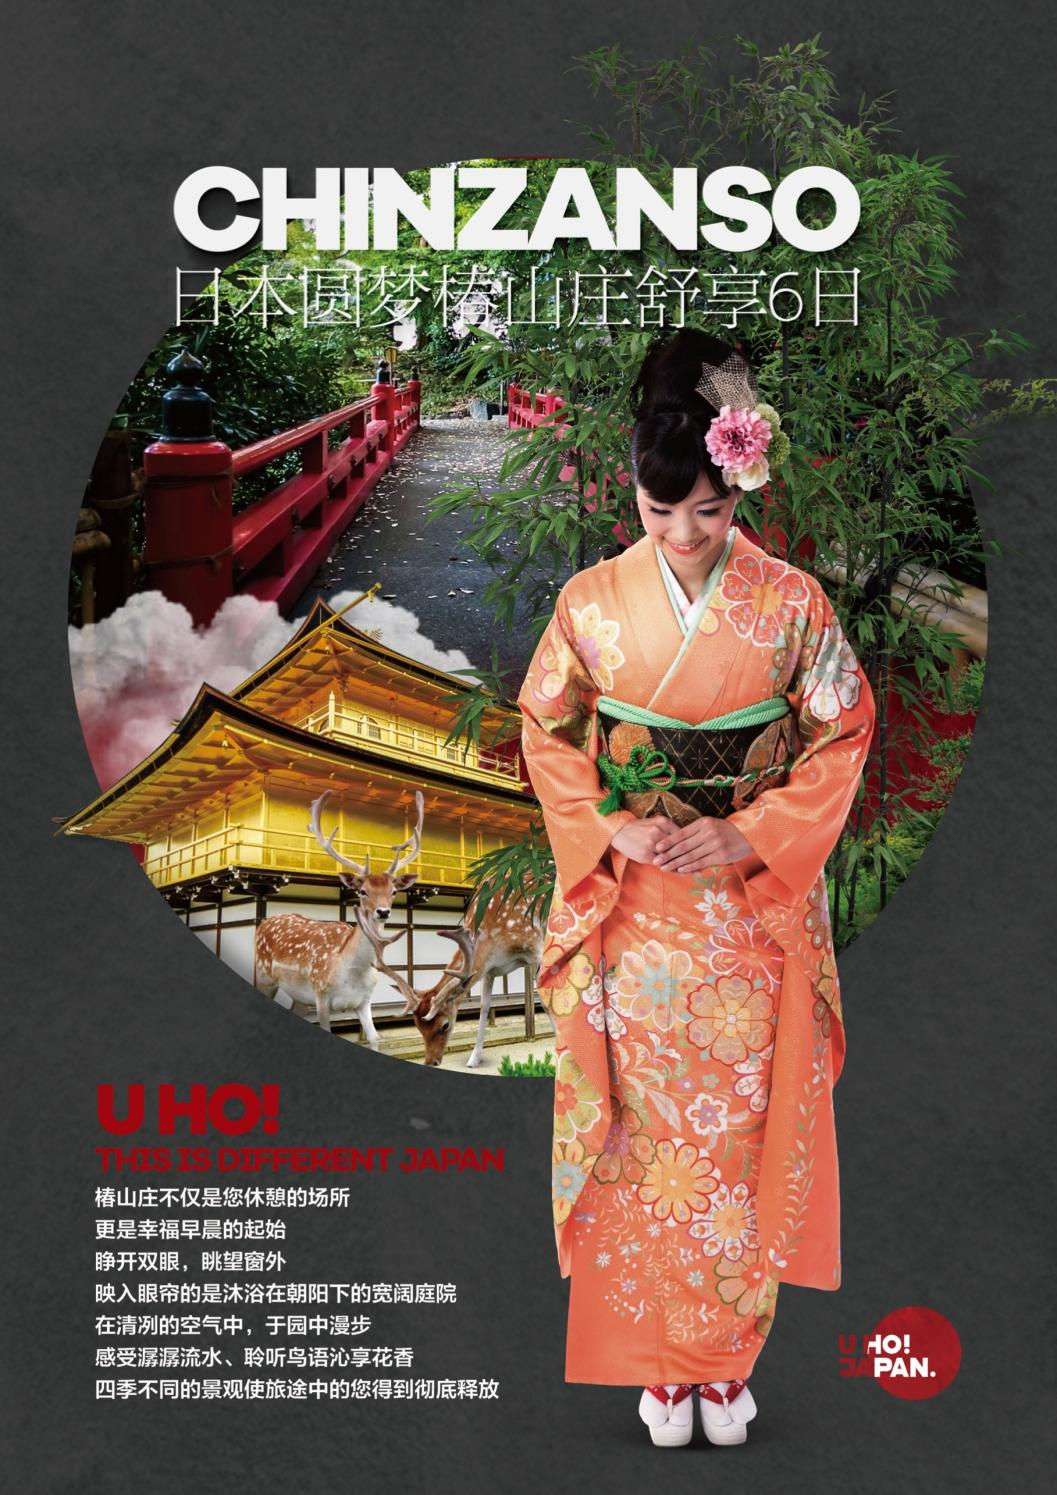 CHINZANSO
日本圆梦椿山庄舒享6日
U HO!
THIS IS DIFFERENT JAPAN
椿山庄不仅是您休憩的场所
更是幸福早晨的起始
睁开双眼，眺望窗外
映入眼帘的是沐浴在朝阳下的宽阔庭院
在清冽的空气中，于园中漫步
感受潺潺流水、聆听鸟语沁享花香
四季不同的景观使旅途中的您得到彻底释放
U HO!
JAPAN.